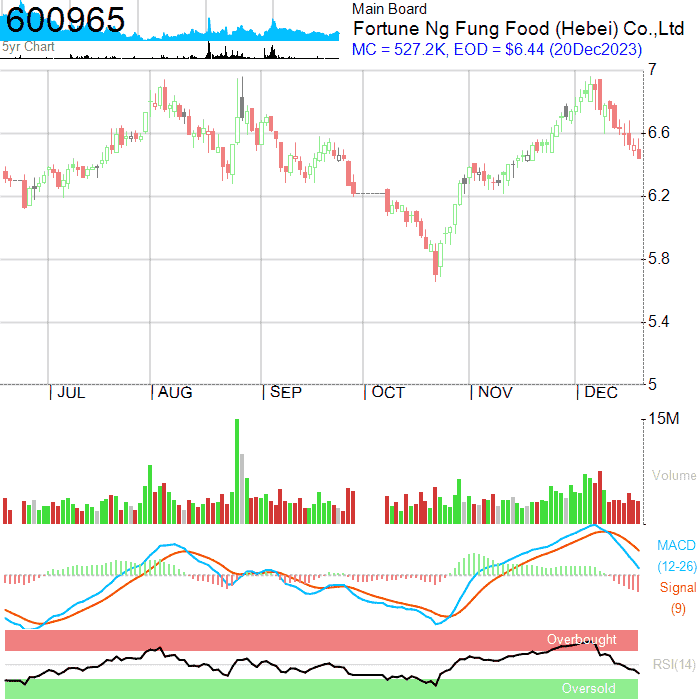 600965
5yr Chart
Main Board
Fortune Ng Fung Food (Hebei) Co.,Ltd
MC = 527.2K, EOD = $6.44 (20Dec2023)
7
6.6
6.2
5.8
5.4
5
JUL AUG SEP OCT NOV DEC
15M
Volume
MACD
(12-26)
Signal
(9)
Overbought
RSI(14)
Oversold